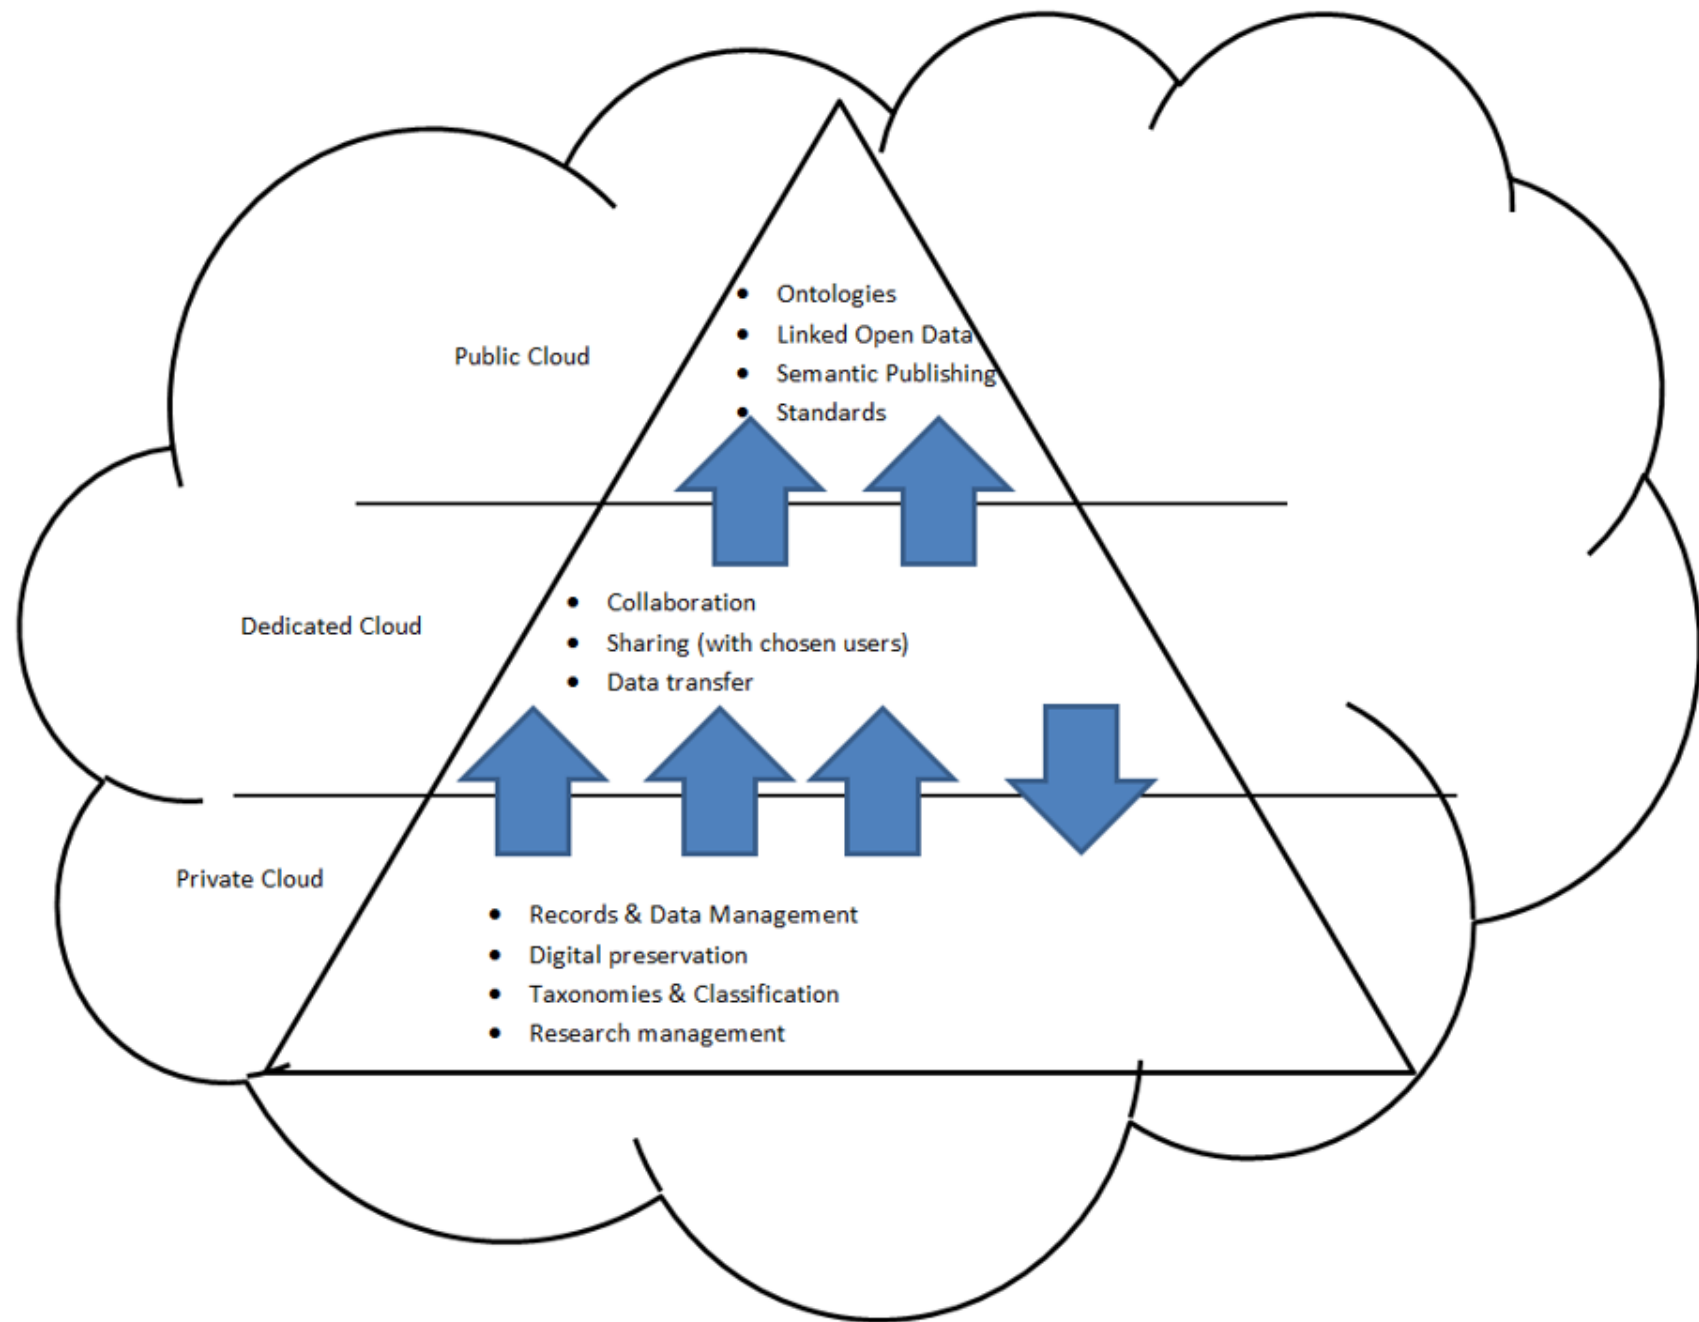 • Ontologies
• Linked Open Data
Public Cloud
• Semantic Publishing
• Standards
• Collaboration
Dedicated Cloud
• Sharing (with chosen users)
• Data transfer
Private Cloud
• Records & Data Management
• Digital preservation
• Taxonomies & Classification
• Research management